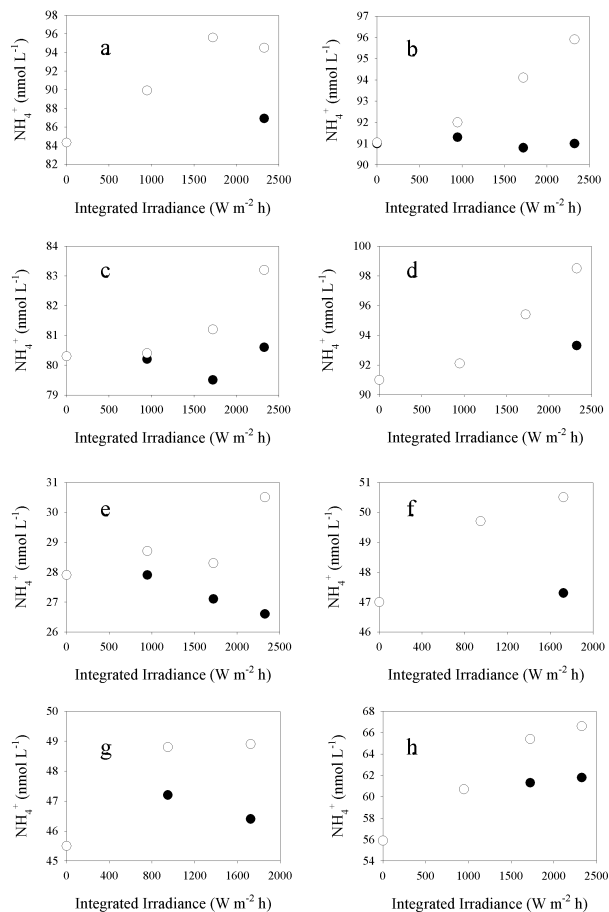 98
96
94
92
90
88
86
84
82
NH₄⁺ (nmol L⁻¹)
a
0 500 1000 1500 2000 2500
Integrated Irradiance (W m⁻² h)
97
96
95
94
93
92
91
90
NH₄⁺ (nmol L⁻¹)
b
0 500 1000 1500 2000 2500
Integrated Irradiance (W m⁻² h)
84
83
82
81
80
79
NH₄⁺ (nmol L⁻¹)
c
0 500 1000 1500 2000 2500
Integrated Irradiance (W m⁻² h)
100
98
96
94
92
90
NH₄⁺ (nmol L⁻¹)
d
0 500 1000 1500 2000 2500
Integrated Irradiance (W m⁻² h)
31
30
29
28
27
26
NH₄⁺ (nmol L⁻¹)
e
0 500 1000 1500 2000 2500
Integrated Irradiance (W m⁻² h)
51
50
49
48
47
46
NH₄⁺ (nmol L⁻¹)
f
0 400 800 1200 1600 2000
Integrated Irradiance (W m⁻² h)
50
49
48
47
46
45
NH₄⁺ (nmol L⁻¹)
g
0 400 800 1200 1600 2000
Integrated Irradiance (W m⁻² h)
68
66
64
62
60
58
56
54
NH₄⁺ (nmol L⁻¹)
h
0 500 1000 1500 2000 2500
Integrated Irradiance (W m⁻² h)